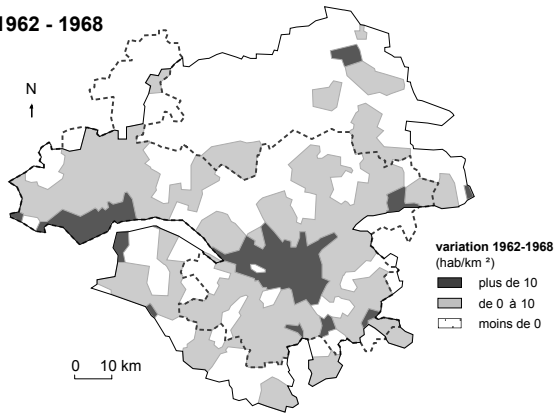 1962 - 1968
N
variation 1962-1968
(hab/km ²)
plus de 10
de 0 à 10
moins de 0
0 10 km